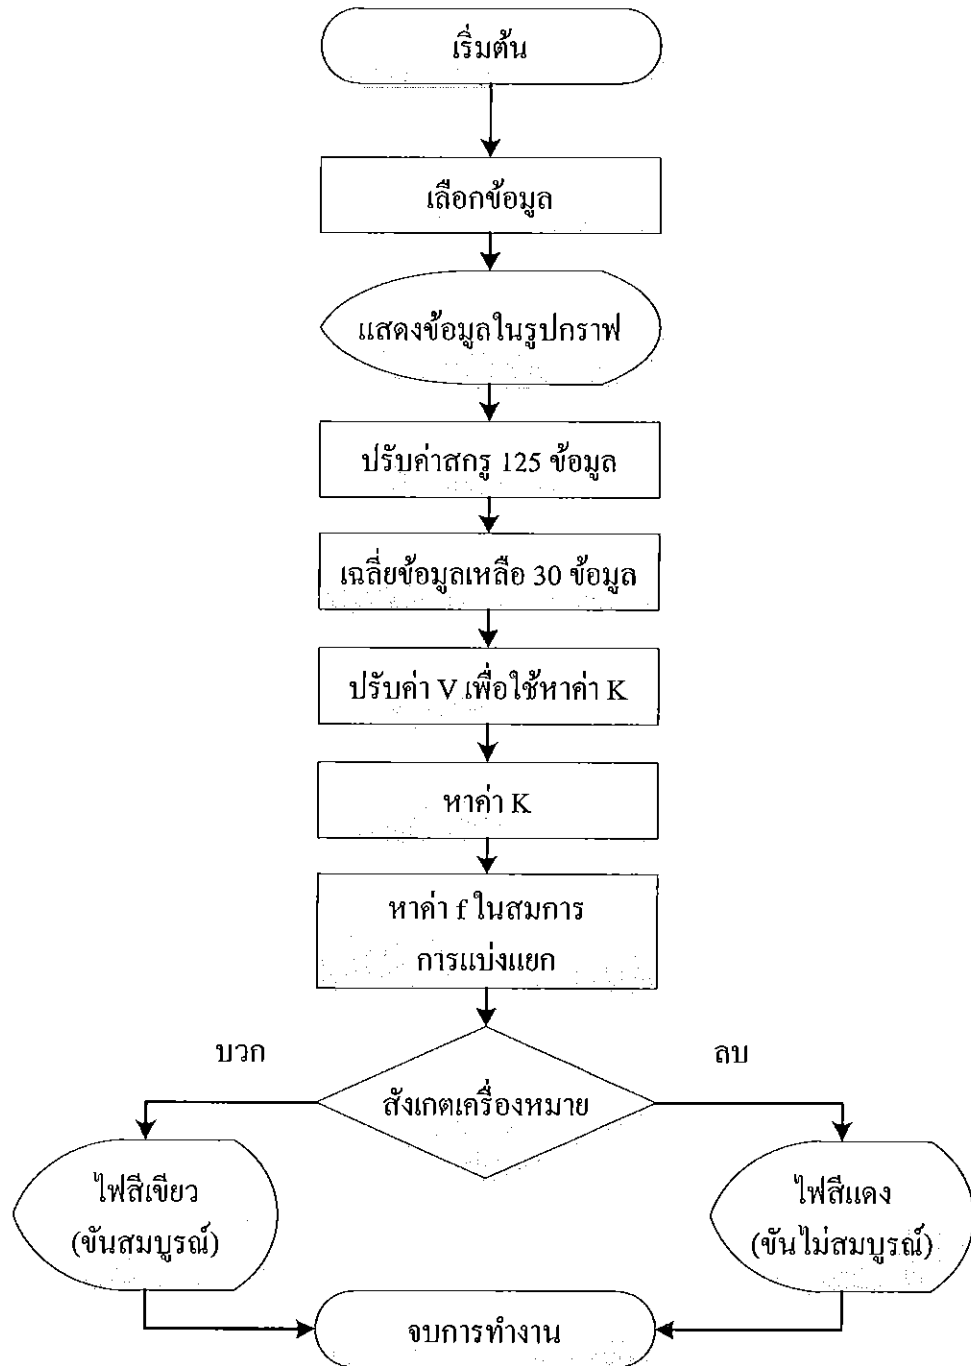 เริ่มต้น
เลือกข้อมูล
แสดงข้อมูลในรูปกราฟ
ปรับค่าสกรู 125 ข้อมูล
เฉลี่ยข้อมูลเหลือ 30 ข้อมูล
ปรับค่า V เพื่อใช้หาค่า K
หาค่า K
หาค่า f ในสมการ
การแบ่งแยก
บวก
ลบ
สังเกตเครื่องหมาย
ไฟสีเขียว
(ขันสมบูรณ์)
ไฟสีแดง
(ขันไม่สมบูรณ์)
จบการทำงาน